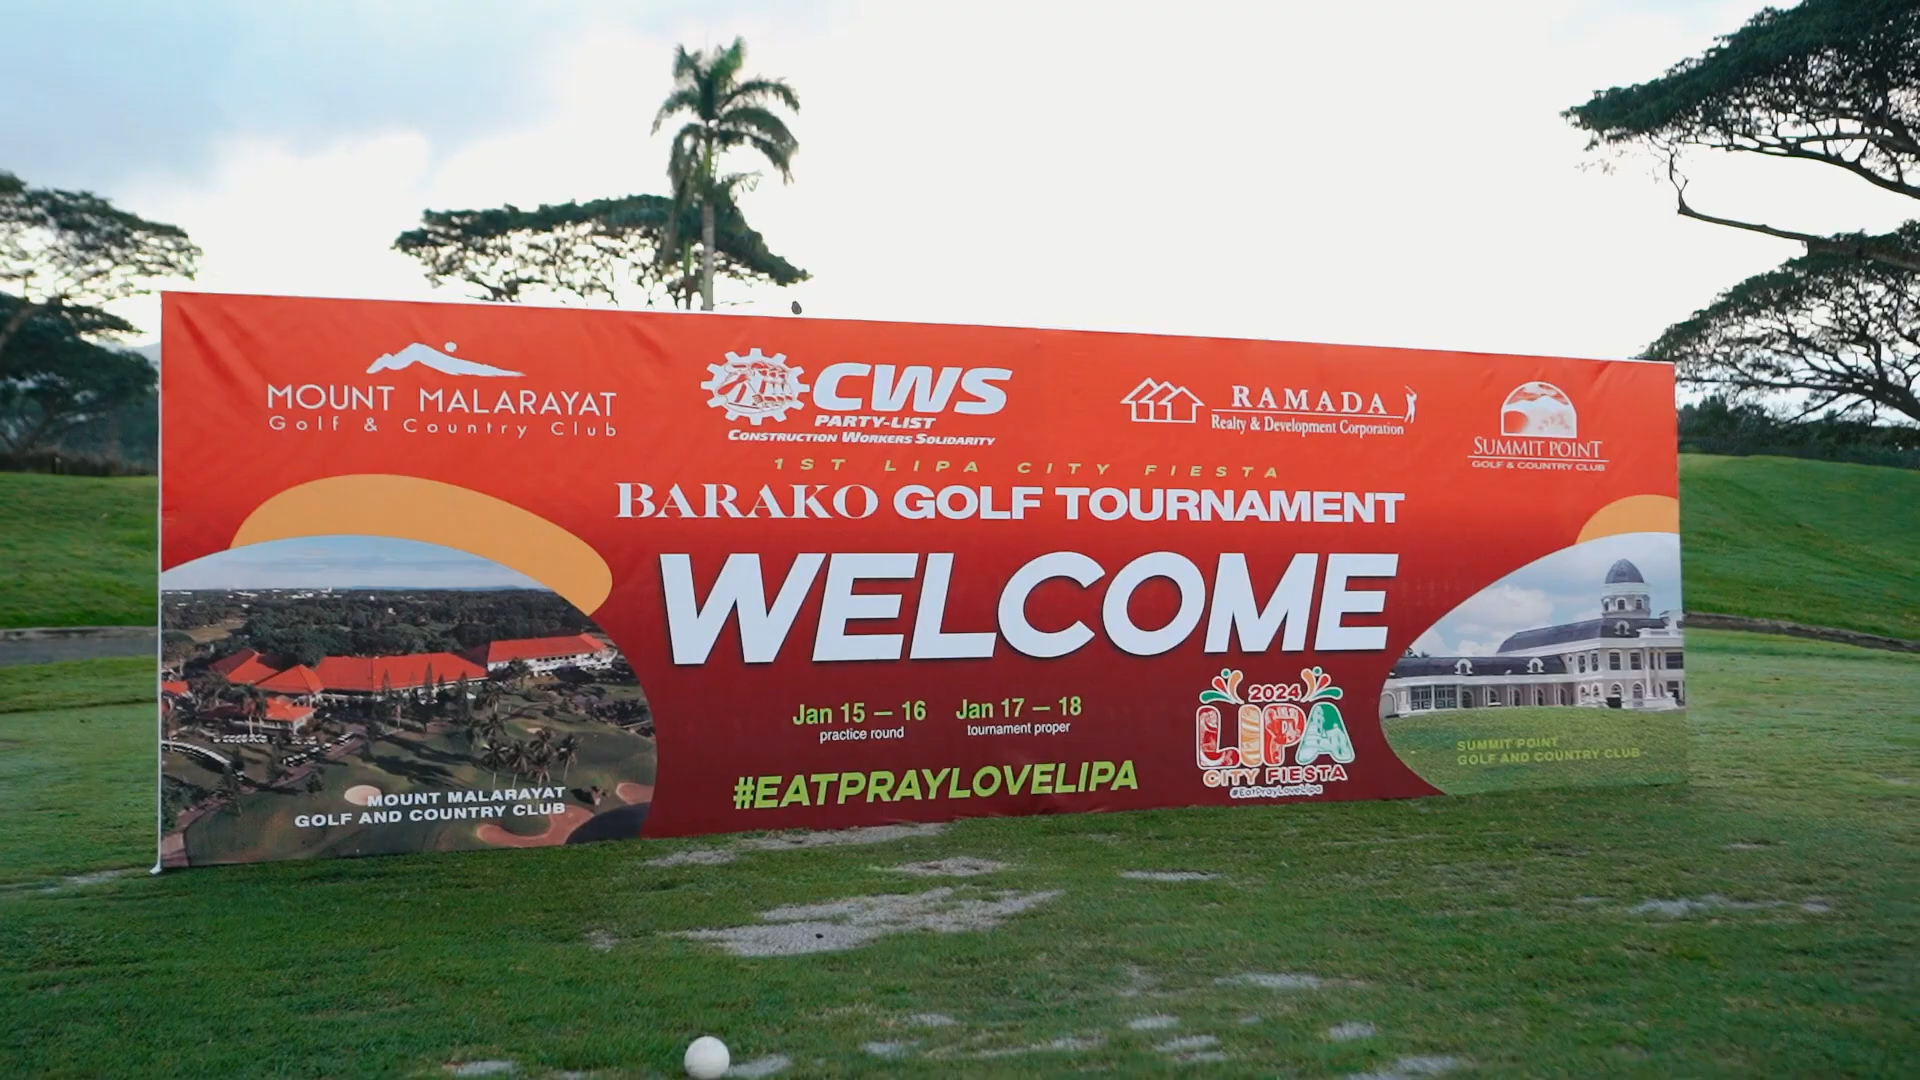 MOUNT MALARAYAT
Golf & Country Club
CWS
PARTY-LIST
CONSTRUCTION WORKERS SOLIDARITY
RAMADA
Realty & Development Corporation
SUMMIT POINT
GOLF & COUNTRY CLUB
1ST LIPA CITY FIESTA
BARAKO GOLF TOURNAMENT
WELCOME
Jan 15 — 16
practice round
Jan 17 — 18
tournament proper
#EATPRAYLOVELIPA
2024
LIPA
CITY FIESTA
#EatPrayLoveLipa
MOUNT MALARAYAT
GOLF AND COUNTRY CLUB
SUMMIT POINT
GOLF AND COUNTRY CLUB